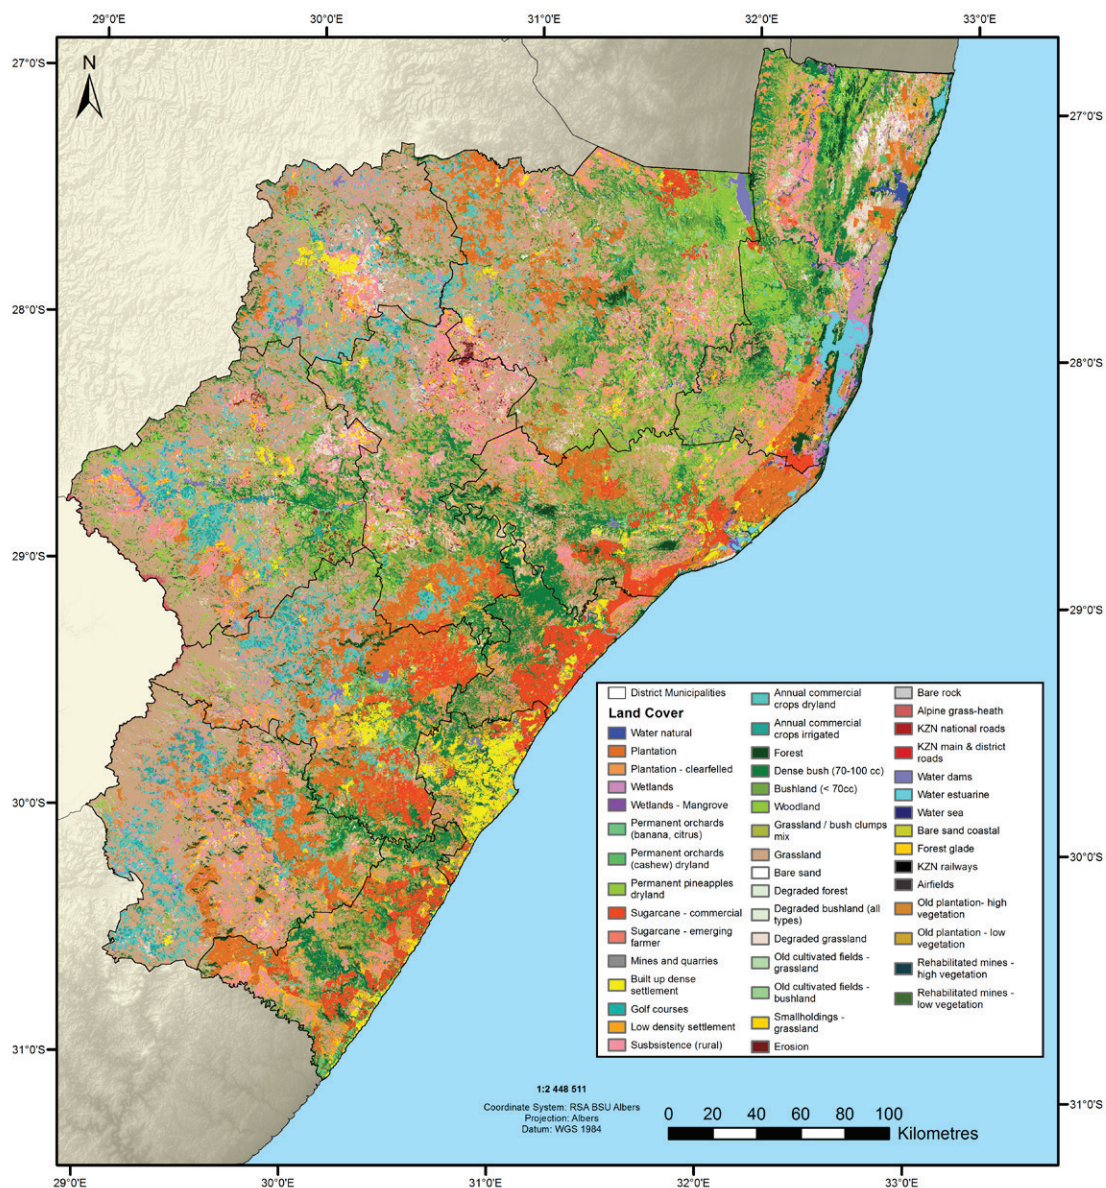 29°0'E
30°0'E
31°0'E
32°0'E
33°0'E
27°0'S
N
27°0'S
28°0'S
28°0'S
29°0'S
29°0'S
30°0'S
30°0'S
31°0'S
31°0'S
District Municipalities
Land Cover
Water natural
Plantation
Plantation - clearfelled
Wetlands
Wetlands - Mangrove
Permanent orchards
(banana, citrus)
Permanent orchards
(cashew) dryland
Permanent pineapples
dryland
Sugarcane - commercial
Sugarcane - emerging
farmer
Mines and quarries
Built up dense
settlement
Golf courses
Low density settlement
Susbsistence (rural)
Annual commercial
crops dryland
Annual commercial
crops irrigated
Forest
Dense bush (70-100 cc)
Bushland (< 70cc)
Woodland
Grassland / bush clumps
mix
Grassland
Bare sand
Degraded forest
Degraded bushland (all
types)
Degraded grassland
Old cultivated fields -
grassland
Old cultivated fields -
bushland
Smallholdings -
grassland
Erosion
Bare rock
Alpine grass-heath
KZN national roads
KZN main & district
roads
Water dams
Water estuarine
Water sea
Bare sand coastal
Forest glade
KZN railways
Airfields
Old plantation- high
vegetation
Old plantation - low
vegetation
Rehabilitated mines -
high vegetation
Rehabilitated mines -
low vegetation
1:2 448 511
Coordinate System: RSA BSU Albers
Projection: Albers
Datum: WGS 1984
0 20 40 60 80 100
Kilometres
29°0'E
30°0'E
31°0'E
32°0'E
33°0'E